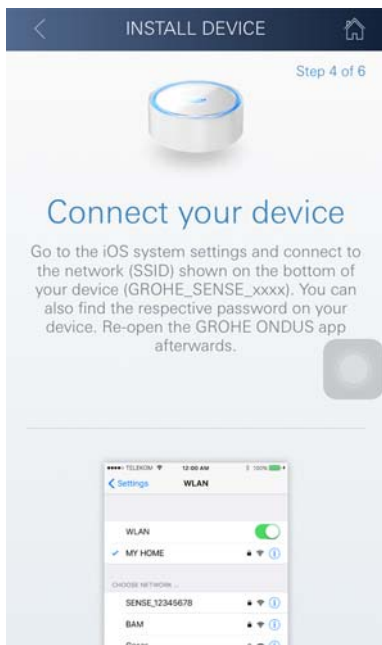 INSTALL DEVICE
Step 4 of 6
Connect your device
Go to the iOS system settings and connect to
the network (SSID) shown on the bottom of
your device (GROHE_SENSE_xxxx). You can
also find the respective password on your
device. Re-open the GROHE ONDUS app
afterwards.
TELEKOM 12:00 AM 100%
Settings WLAN
WLAN
MY HOME
CHOOSE NETWORK ...
SENSE_12345678
BAM